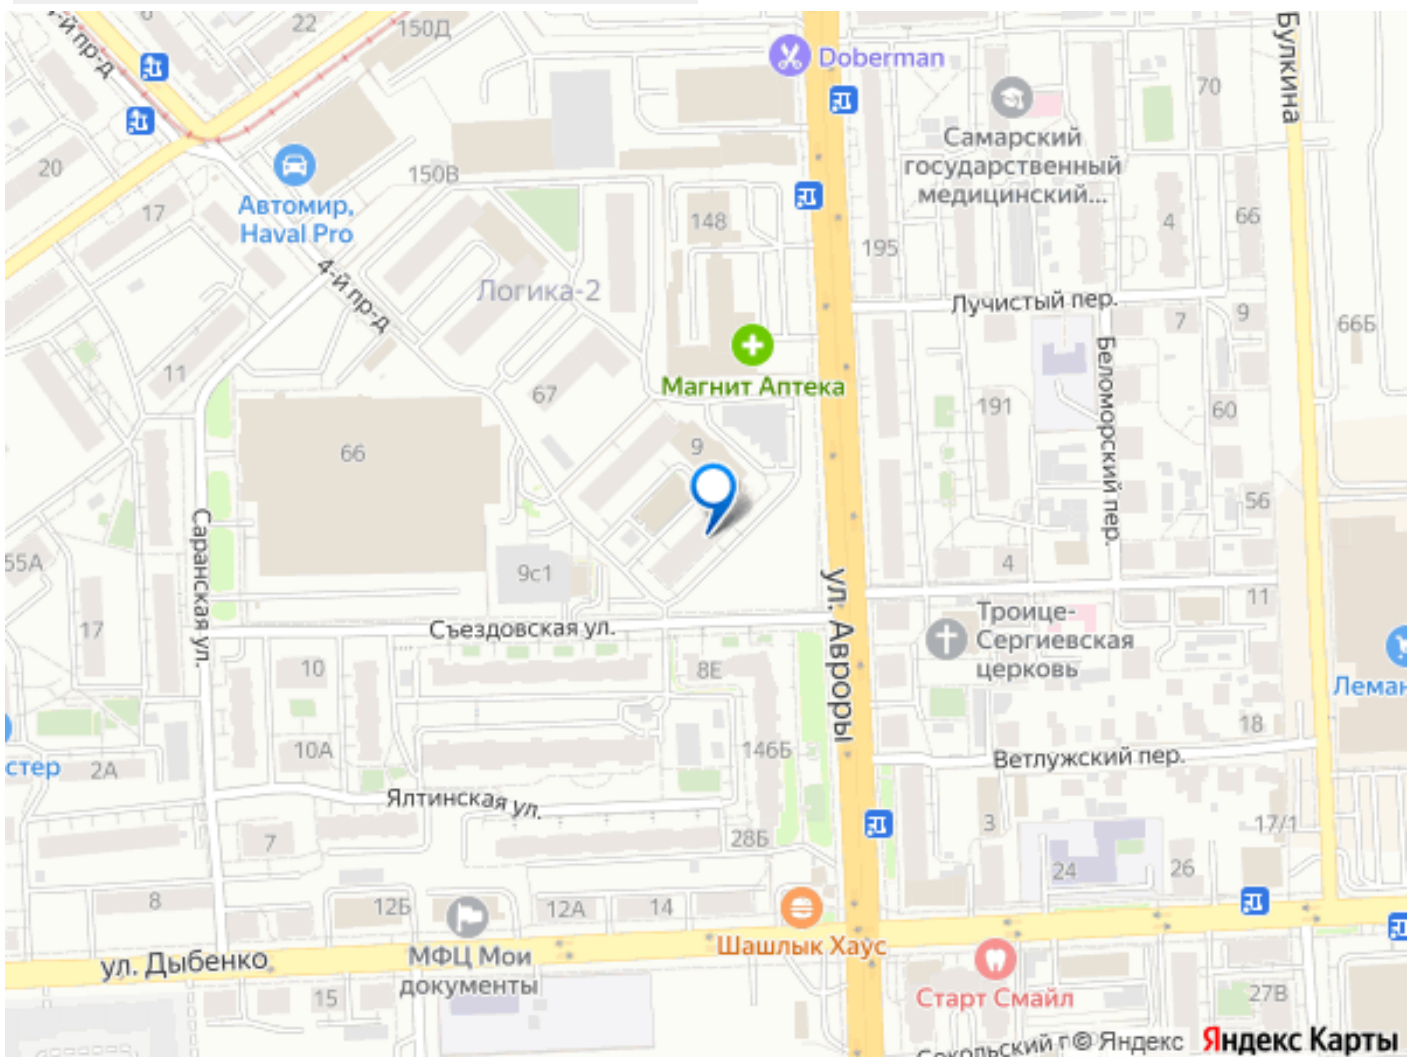 й пр-д
22
150Д
Doberman
Булкина
70
Самарский
государственный
медицинский...
20
150В
Автомир,
Haval Pro
17
148
4
66
195
4-й пр-д
Логика-2
Лучистый пер.
7
9
66Б
Магнит Аптека
Беломорский пер.
11
67
191
60
66
9
56
Саранская ул.
55А
9с1
4
ул. Авроры
11
Троице-
Сергиевская
церковь
17
Съездовская ул.
10
8Е
Леман
18
10А
146Б
Ветлужский пер.
стер
2А
Ялтинская ул.
7
28Б
3
17/1
24
26
8
12Б
12А
14
Шашлык Хаус
ул. Дыбенко
МФЦ Мои
документы
15
Старт Смайл
27В
Сокольский г
© Яндекс
Яндекс Карты